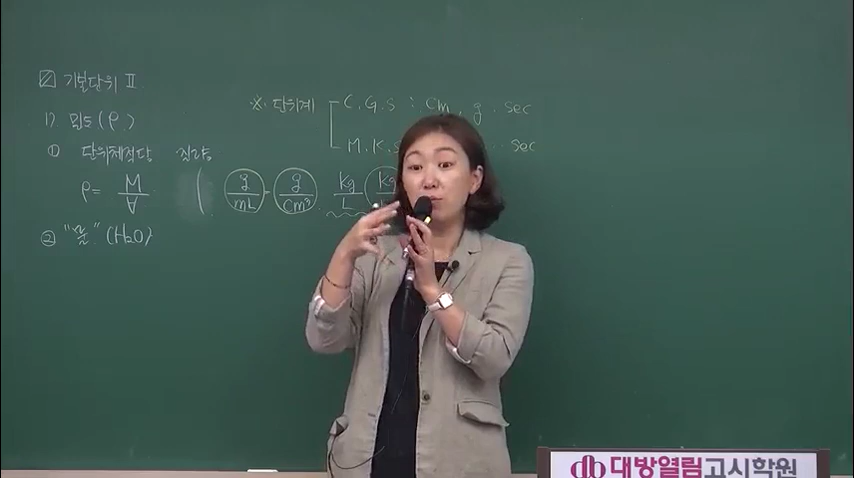 기본단위 Ⅱ
1) 밀도(ρ)
① 단위체적당 질량
ρ= M/V ( g/mL = g/cm³ kg/L kg
② "물" (H₂O)
※ 단위계 C.G.S : cm, g. sec
M.K.S sec
대방열림고시학원